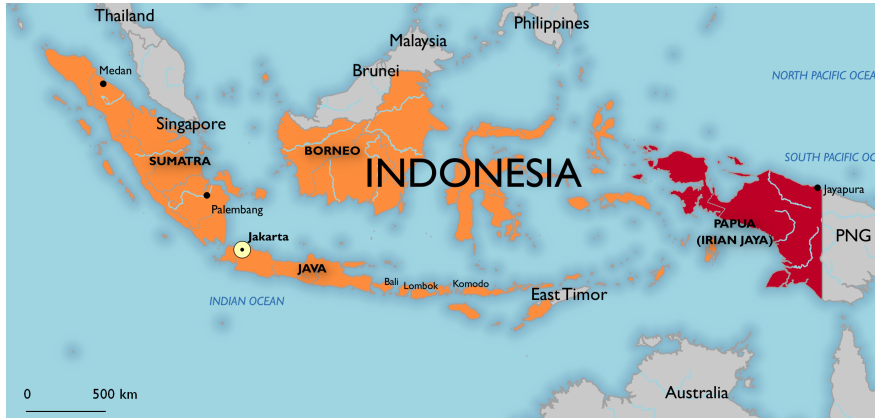 Thailand
Philippines
Malaysia
Brunei
Medan
NORTH PACIFIC OCEA
Singapore
SUMATRA
BORNEO
INDONESIA
SOUTH PACIFIC OC
Jayapura
Palembang
PAPUA
(IRIAN JAYA)
PNG
Jakarta
JAVA
Bali
Lombok
Komodo
East Timor
INDIAN OCEAN
0
500 km
Australia